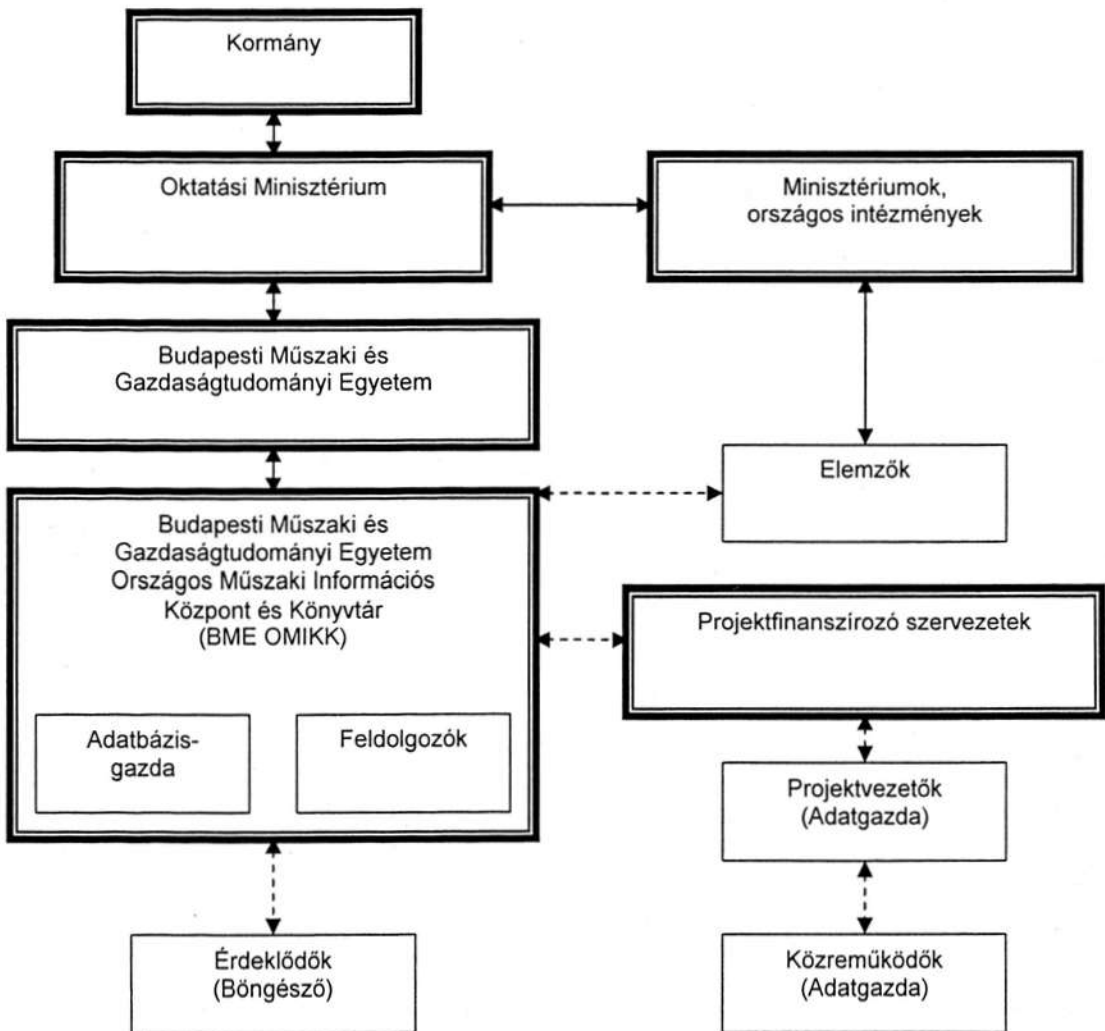 Kormány
Oktatási Minisztérium
Minisztériumok,
országos intézmények
Budapesti Műszaki és
Gazdaságtudományi Egyetem
Elemzők
Budapesti Műszaki és
Gazdaságtudományi Egyetem
Országos Műszaki Információs
Központ és Könyvtár
(BME OMIKK)
Projektfinanszírozó szervezetek
Adatbázis-
gazda
Feldolgozók
Projektvezetők
(Adatgazda)
Érdeklődők
(Böngésző)
Közreműködők
(Adatgazda)